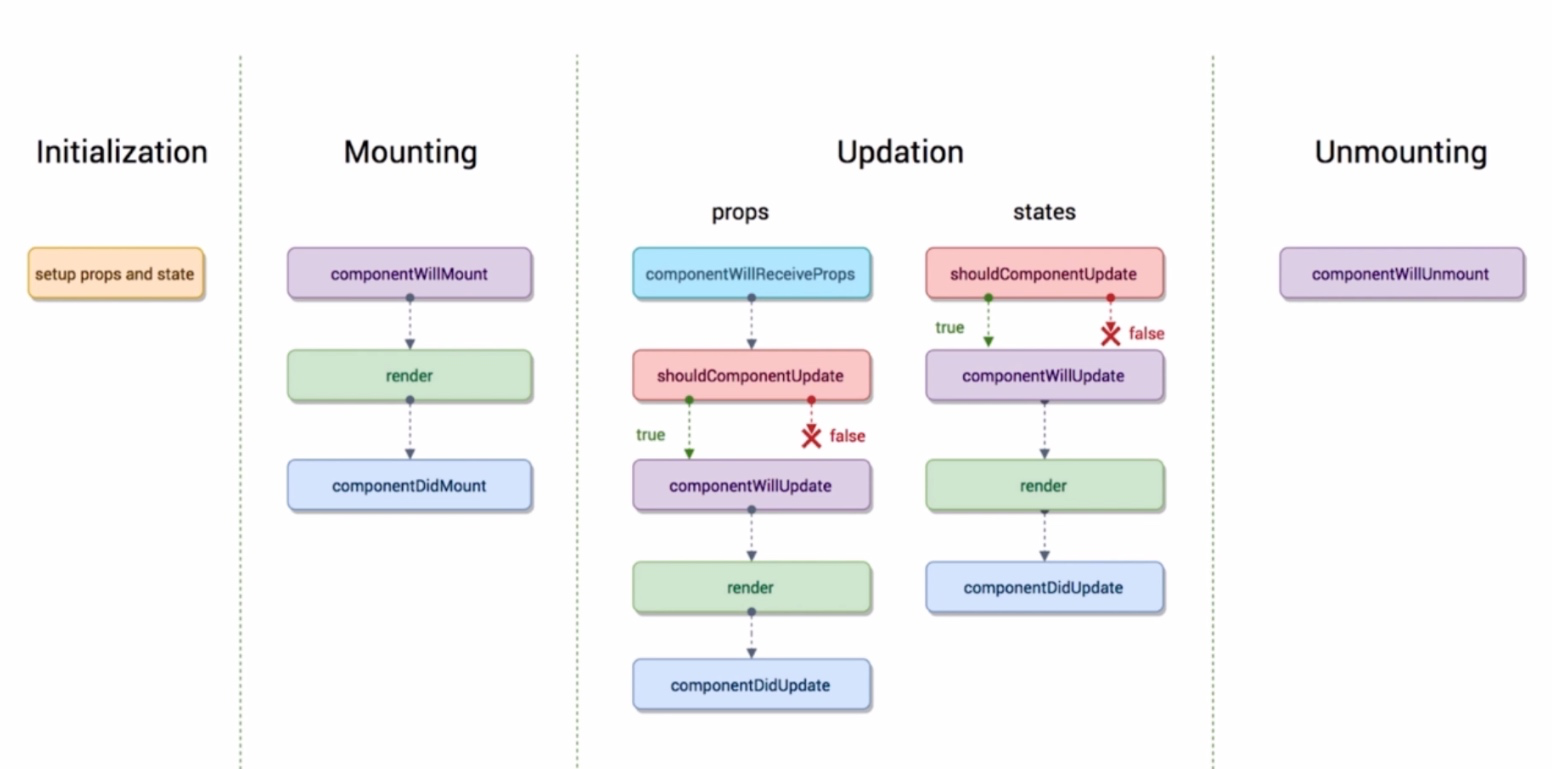 Initialization
setup props and state
Mounting
componentWillMount
render
componentDidMount
Updation
props
componentWillReceiveProps
shouldComponentUpdate
true
false
componentWillUpdate
render
componentDidUpdate
states
shouldComponentUpdate
true
false
componentWillUpdate
render
componentDidUpdate
Unmounting
componentWillUnmount